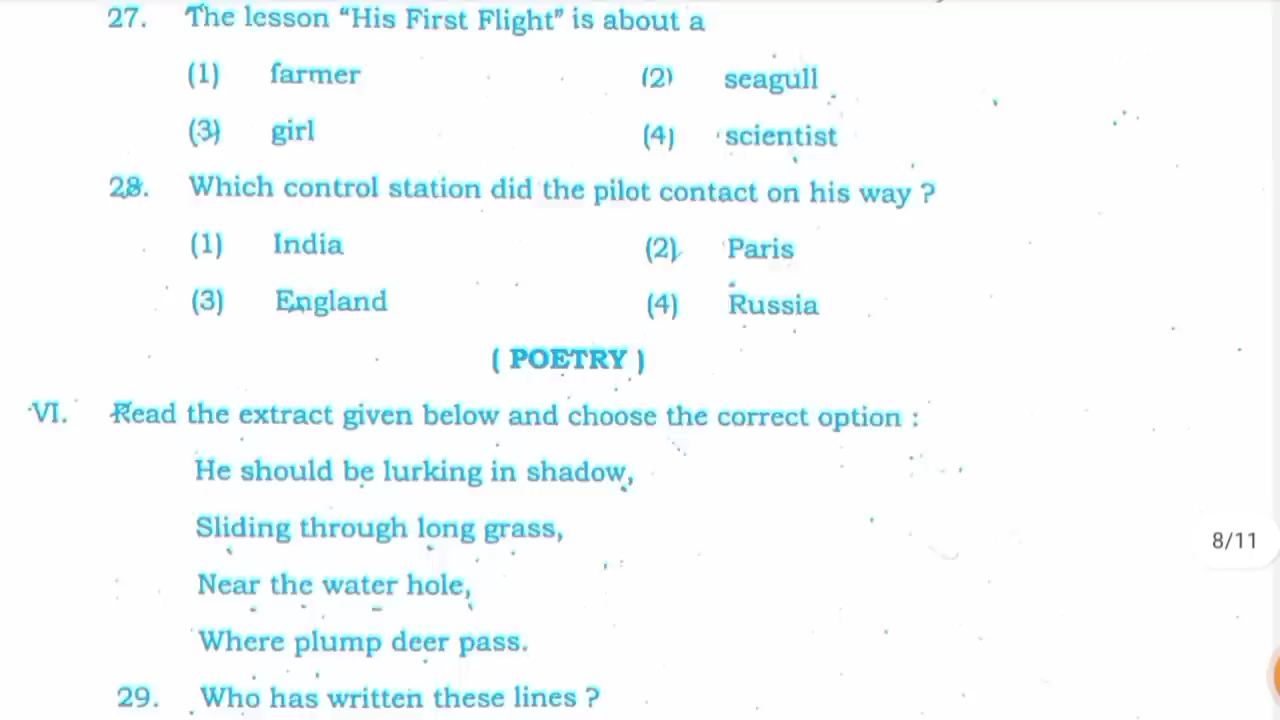 27. The lesson “His First Flight” is about a
(1) farmer (2) seagull
(3) girl (4) scientist
28. Which control station did the pilot contact on his way ?
(1) India (2) Paris
(3) England (4) Russia
( POETRY )
VI. Read the extract given below and choose the correct option :
He should be lurking in shadow,
Sliding through long grass,
Near the water hole,
Where plump deer pass.
8/11
29. Who has written these lines ?